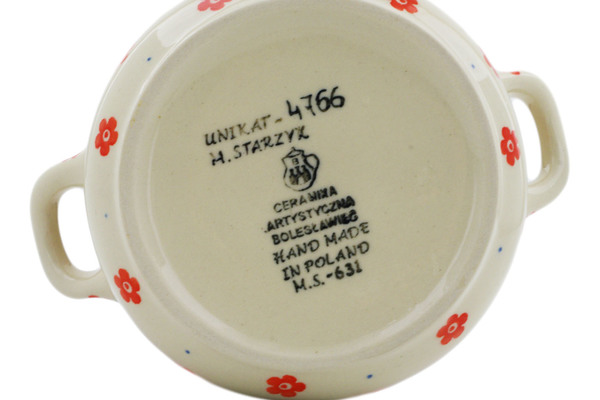 UNIKAT - 4766
M. STARZYK
CERAMIKA
ARTYSTYCZNA
BOLESŁAWIEC
HAND MADE
IN POLAND
M.S.-631